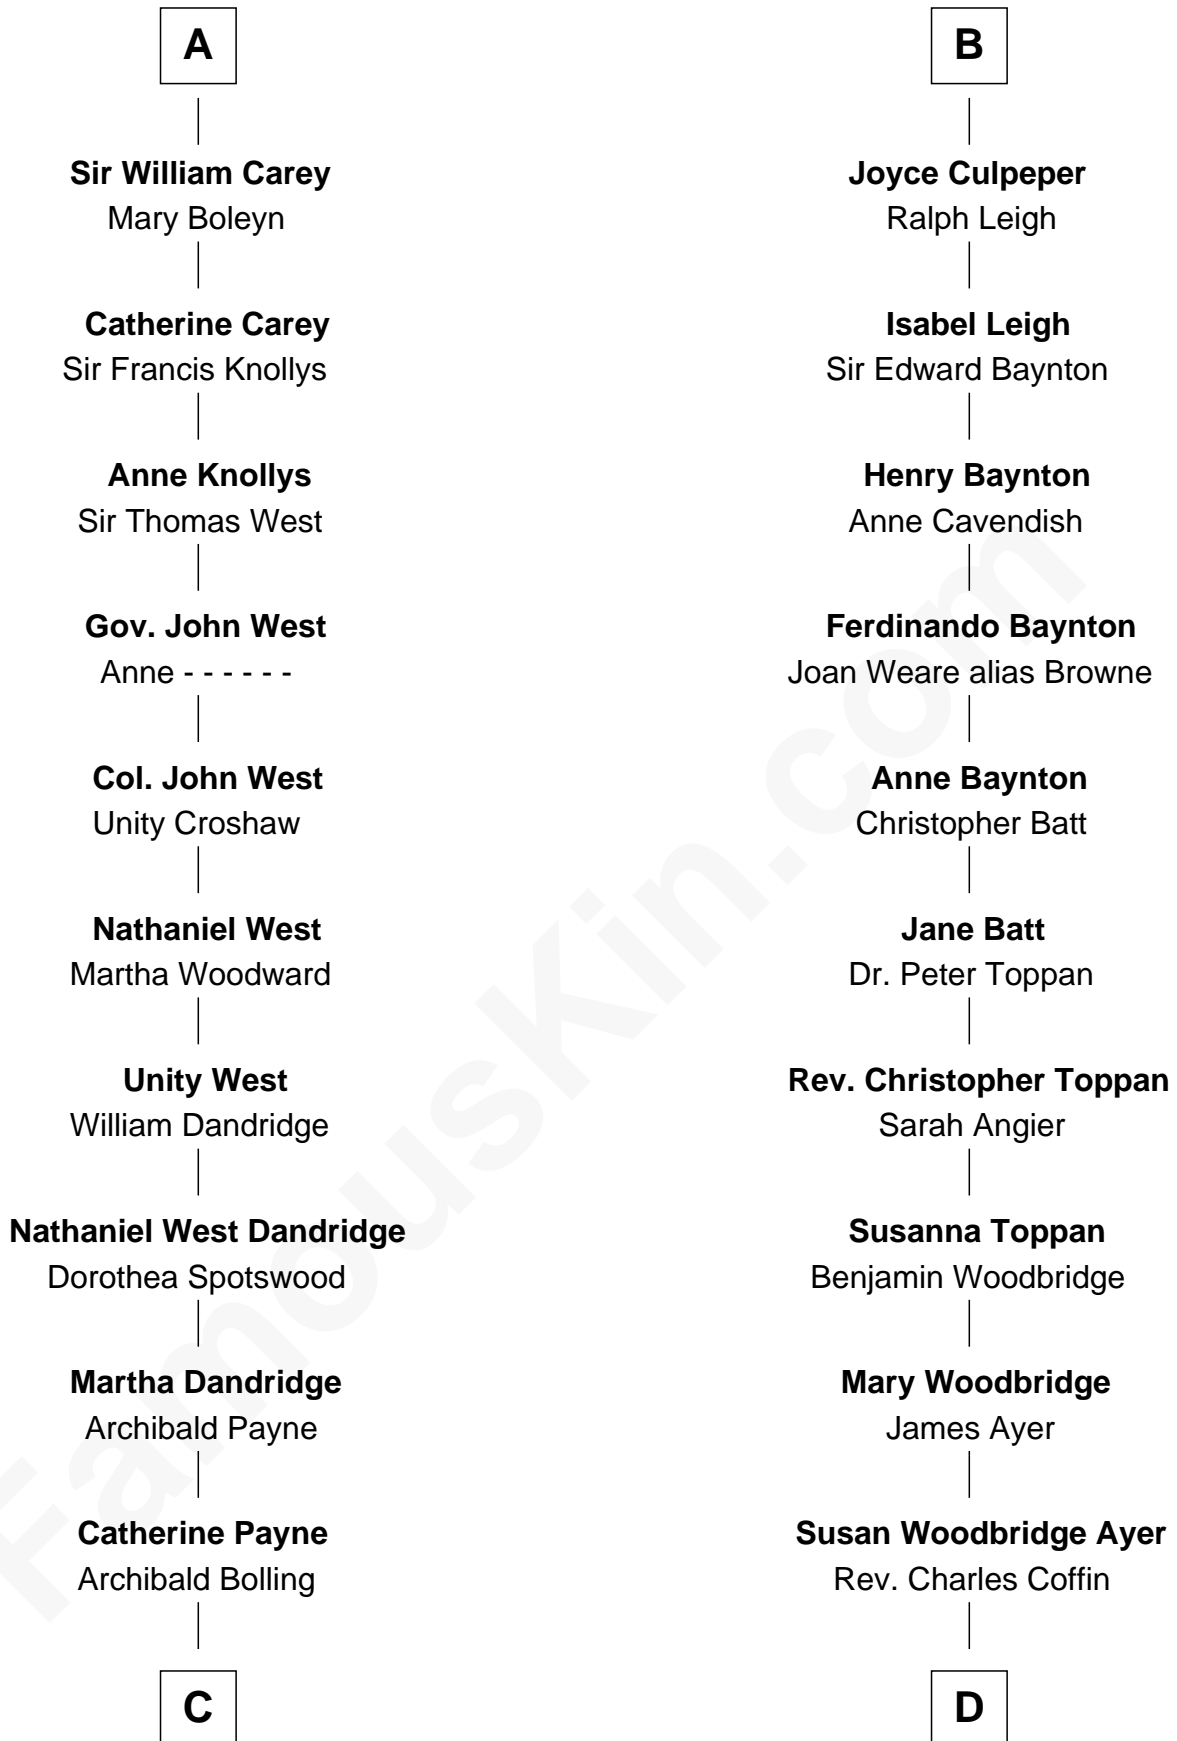 A
Sir William Carey
Mary Boleyn
Catherine Carey
Sir Francis Knollys
Anne Knollys
Sir Thomas West
Gov. John West
Anne - - - - - -
Col. John West
Unity Croshaw
Nathaniel West
Martha Woodward
Unity West
William Dandridge
Nathaniel West Dandridge
Dorothea Spotswood
Martha Dandridge
Archibald Payne
Catherine Payne
Archibald Bolling
C
B
Joyce Culpeper
Ralph Leigh
Isabel Leigh
Sir Edward Baynton
Henry Baynton
Anne Cavendish
Ferdinando Baynton
Joan Weare alias Browne
Anne Baynton
Christopher Batt
Jane Batt
Dr. Peter Toppan
Rev. Christopher Toppan
Sarah Angier
Susanna Toppan
Benjamin Woodbridge
Mary Woodbridge
James Ayer
Susan Woodbridge Ayer
Rev. Charles Coffin
D
FamousKin.com